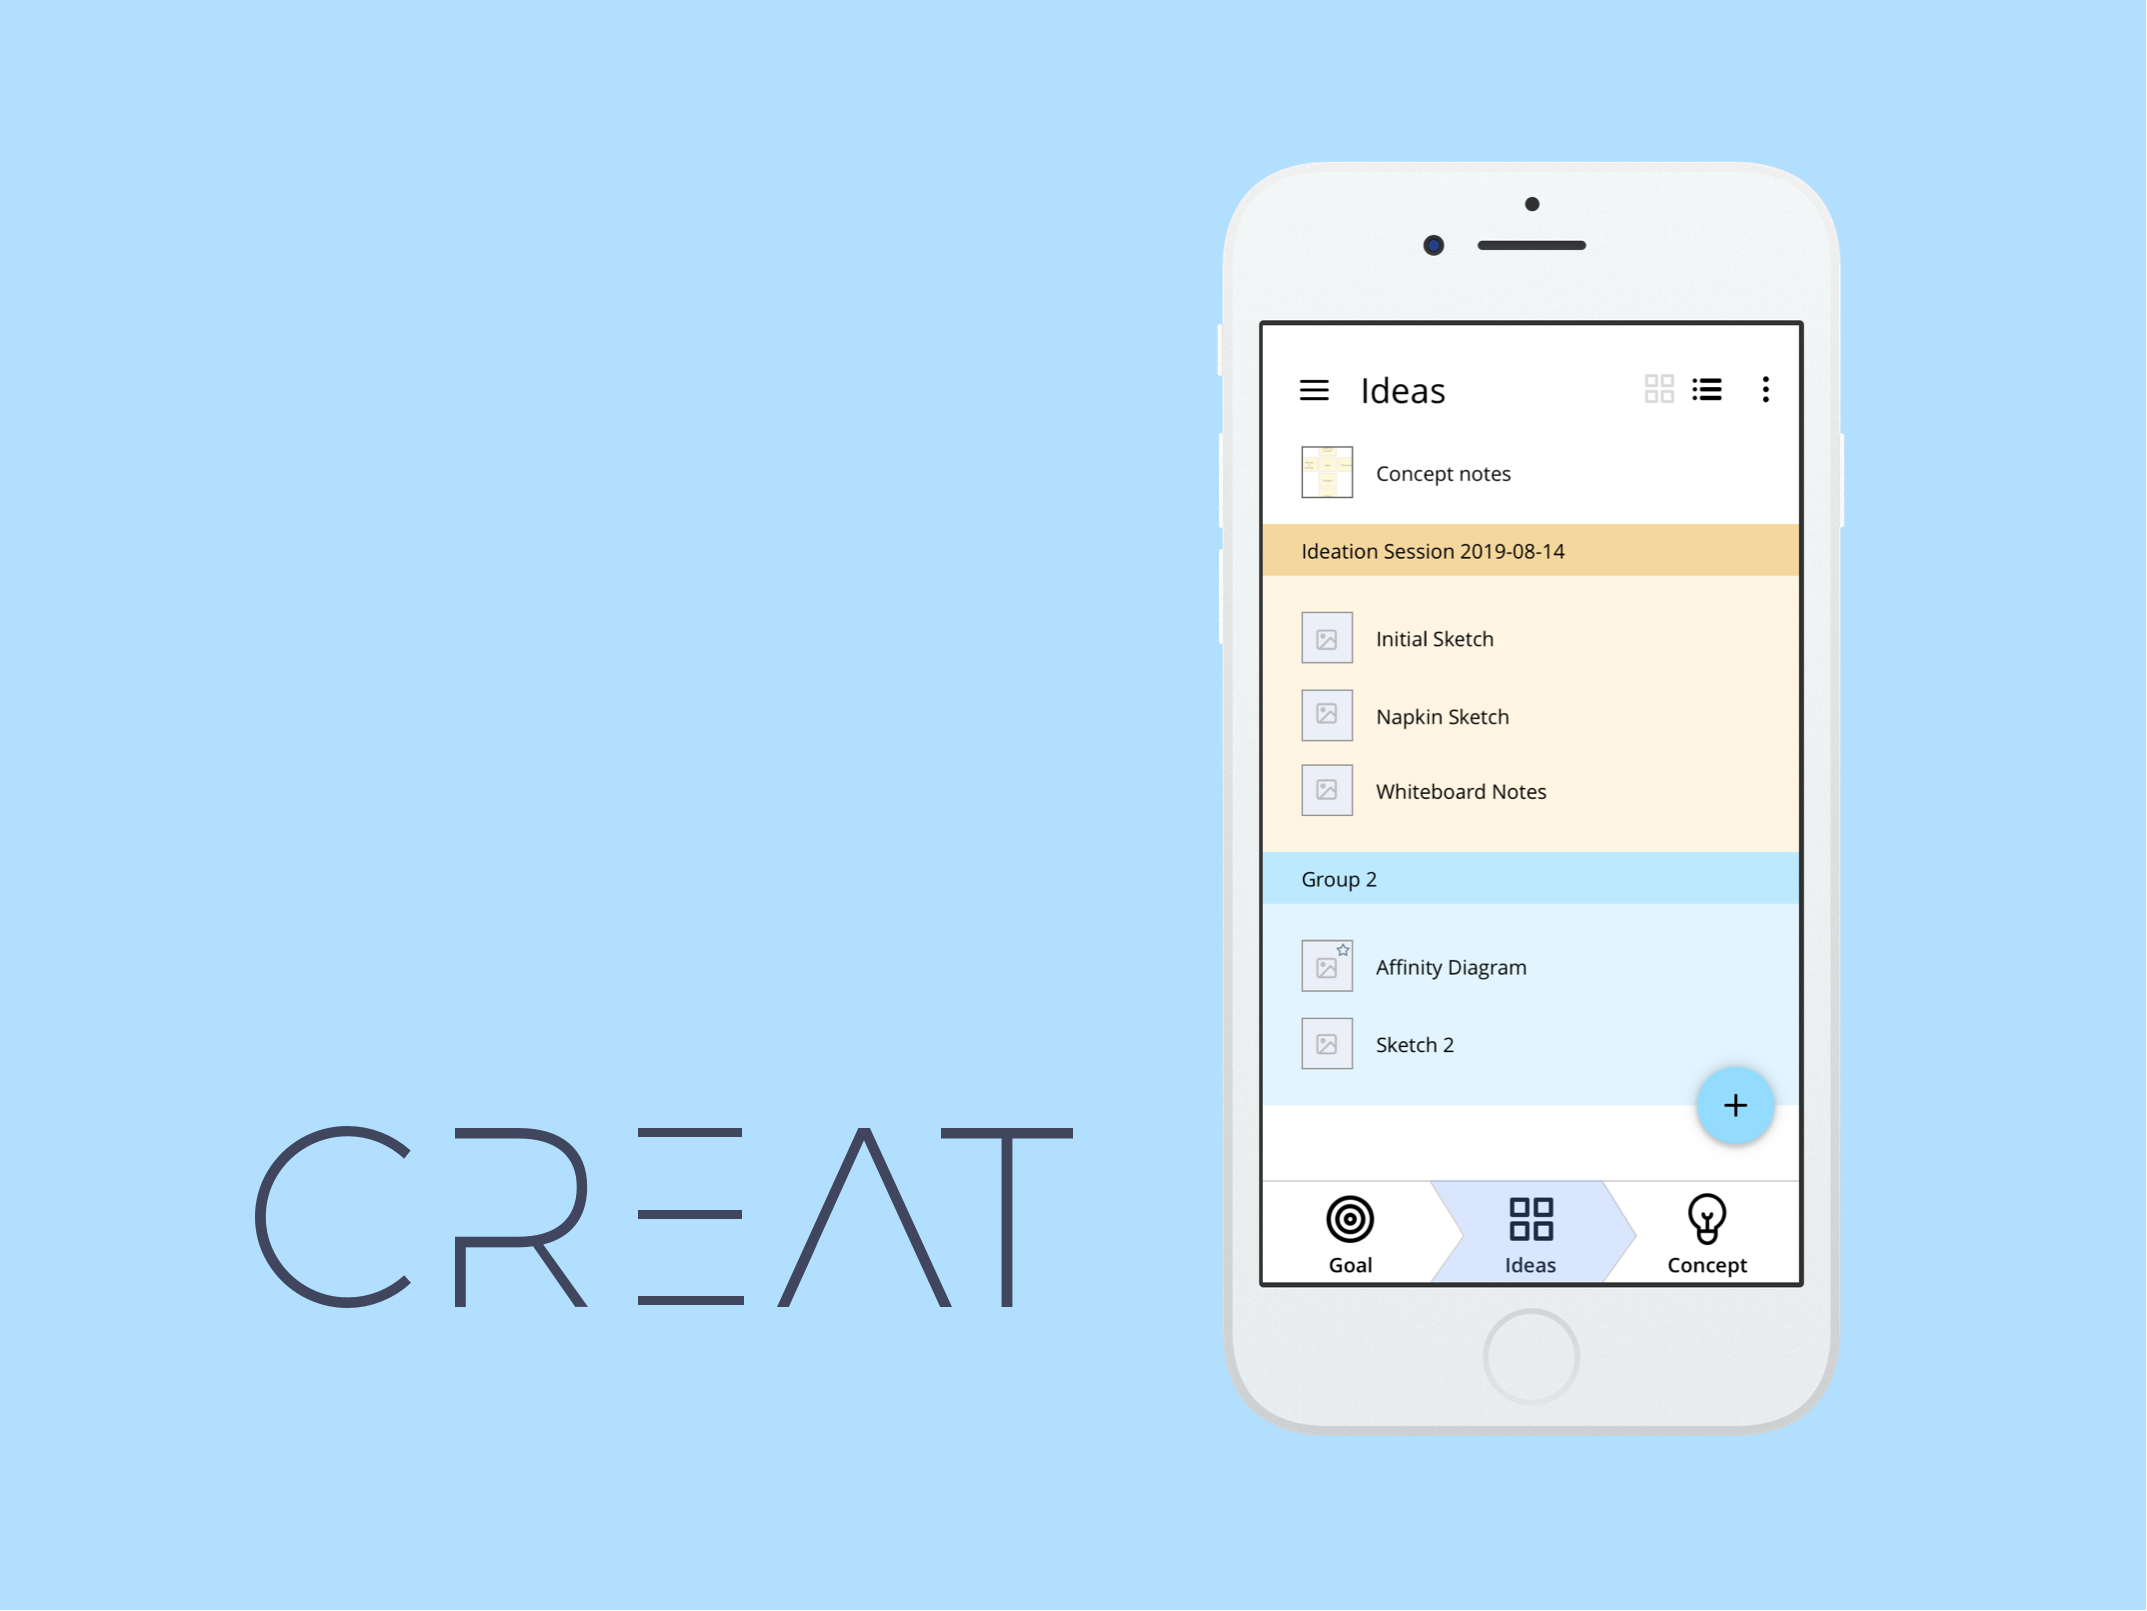 CREAT
Ideas
Concept notes
Ideation Session 2019-08-14
Initial Sketch
Napkin Sketch
Whiteboard Notes
Group 2
Affinity Diagram
Sketch 2
Goal
Ideas
Concept